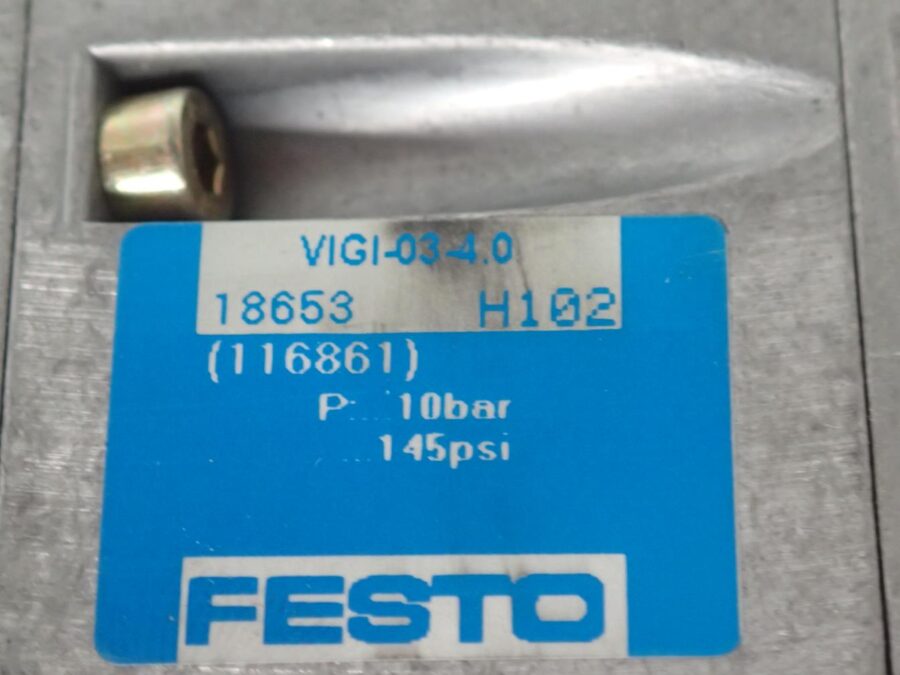 VIGI-03-4.0
18653 H102
(116861)
P... 10bar
...145psi
FESTO